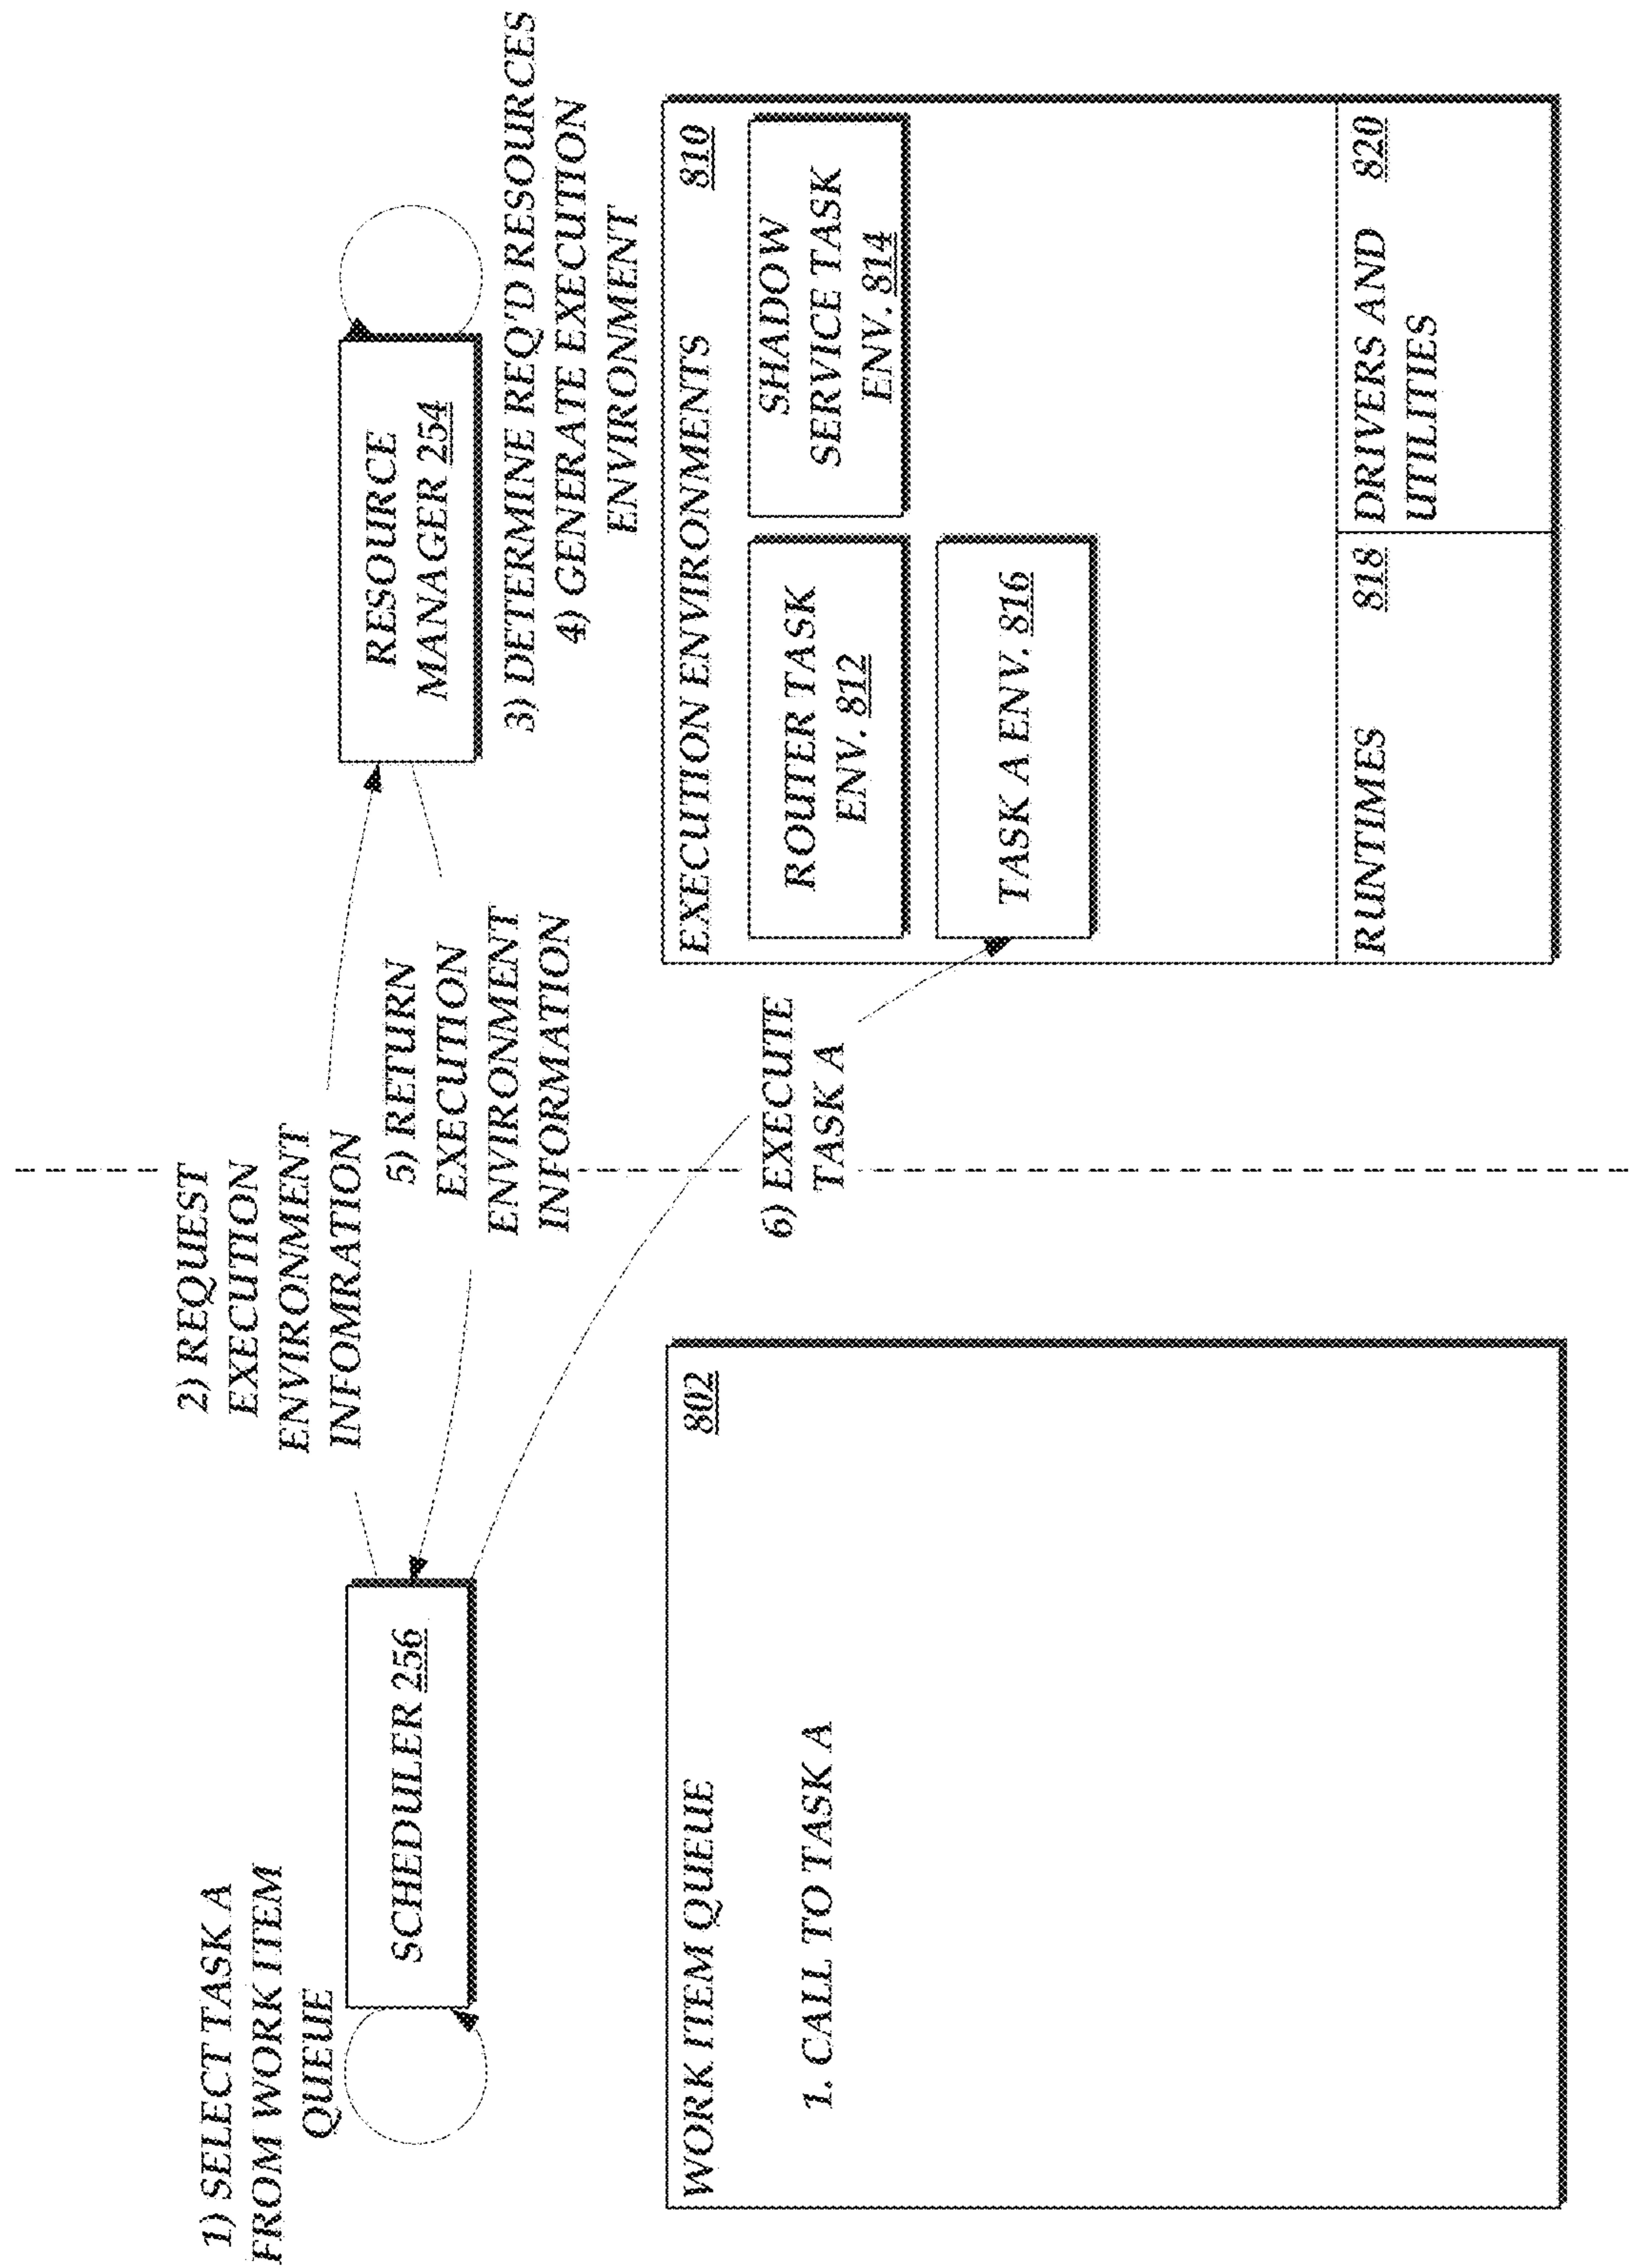 1) SELECT TASK A
FROM WORK ITEM
QUEUE
SCHEDULER 256
2) REQUEST
EXECUTION
ENVIRONMENT
INFOMRATION
5) RETURN
EXECUTION
ENVIRONMENT
INFORMATION
RESOURCE
MANAGER 254
3) DETERMINE REQ'D RESOURCES
4) GENERATE EXECUTION
ENVIRONMENT
WORK ITEM QUEUE 802
1. CALL TO TASK A
6) EXECUTE
TASK A
EXECUTION ENVIRONMENTS 810
ROUTER TASK
ENV. 812
SHADOW
SERVICE TASK
ENV. 814
TASK A ENV. 816
RUNTIMES 818
DRIVERS AND 820
UTILITIES